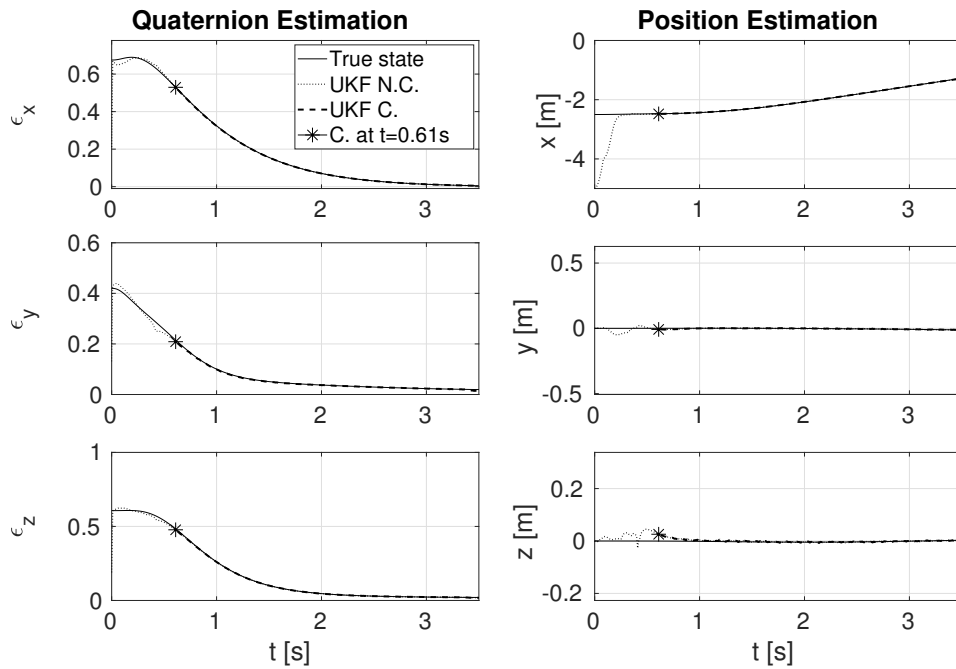 Quaternion Estimation
ϵx
0.6
0.4
0.2
0
0 1 2 3
True state
UKF N.C.
UKF C.
C. at t=0.61s
ϵy
0.6
0.4
0.2
0
0 1 2 3
ϵz
1
0.5
0
0 1 2 3
t [s]
Position Estimation
x [m]
0
-2
-4
0 1 2 3
y [m]
0.5
0
-0.5
0 1 2 3
z [m]
0.2
0
-0.2
0 1 2 3
t [s]